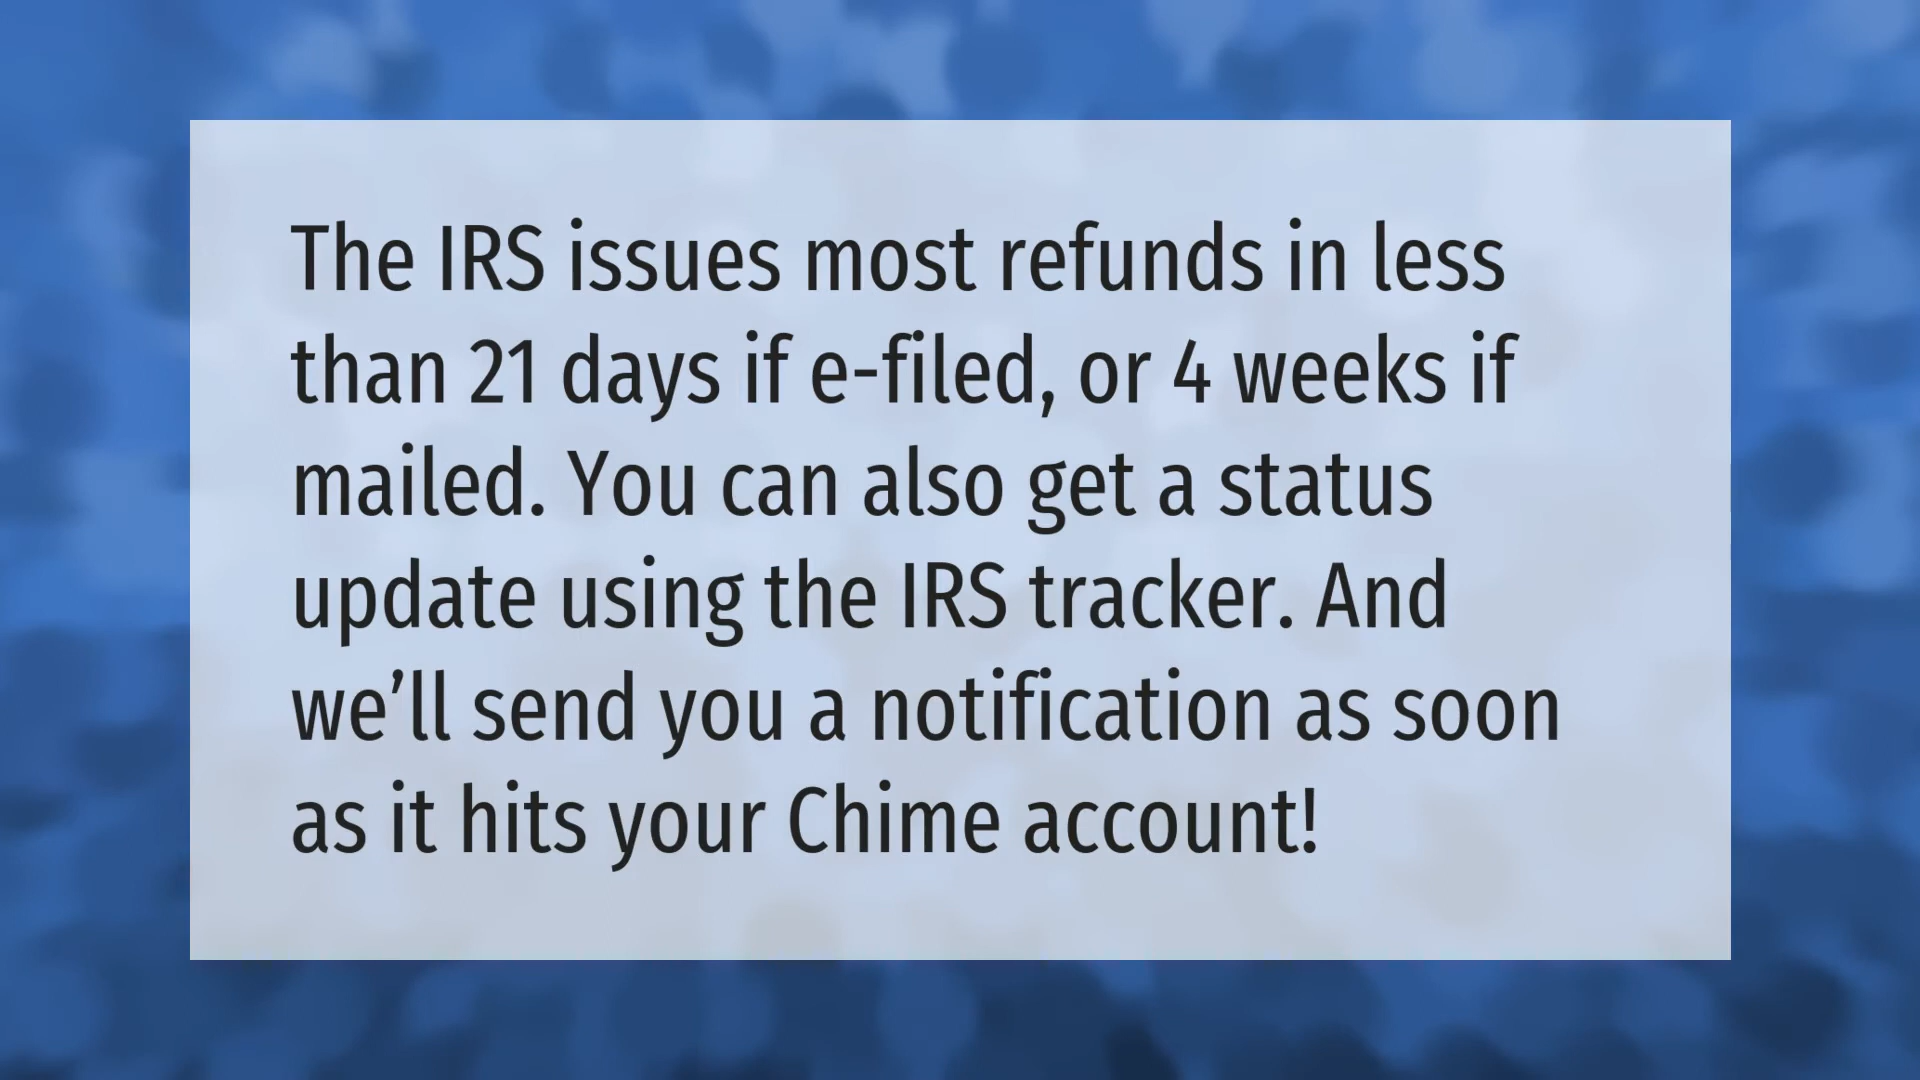 The IRS issues most refunds in less
than 21 days if e-filed, or 4 weeks if
mailed. You can also get a status
update using the IRS tracker. And
we’ll send you a notification as soon
as it hits your Chime account!